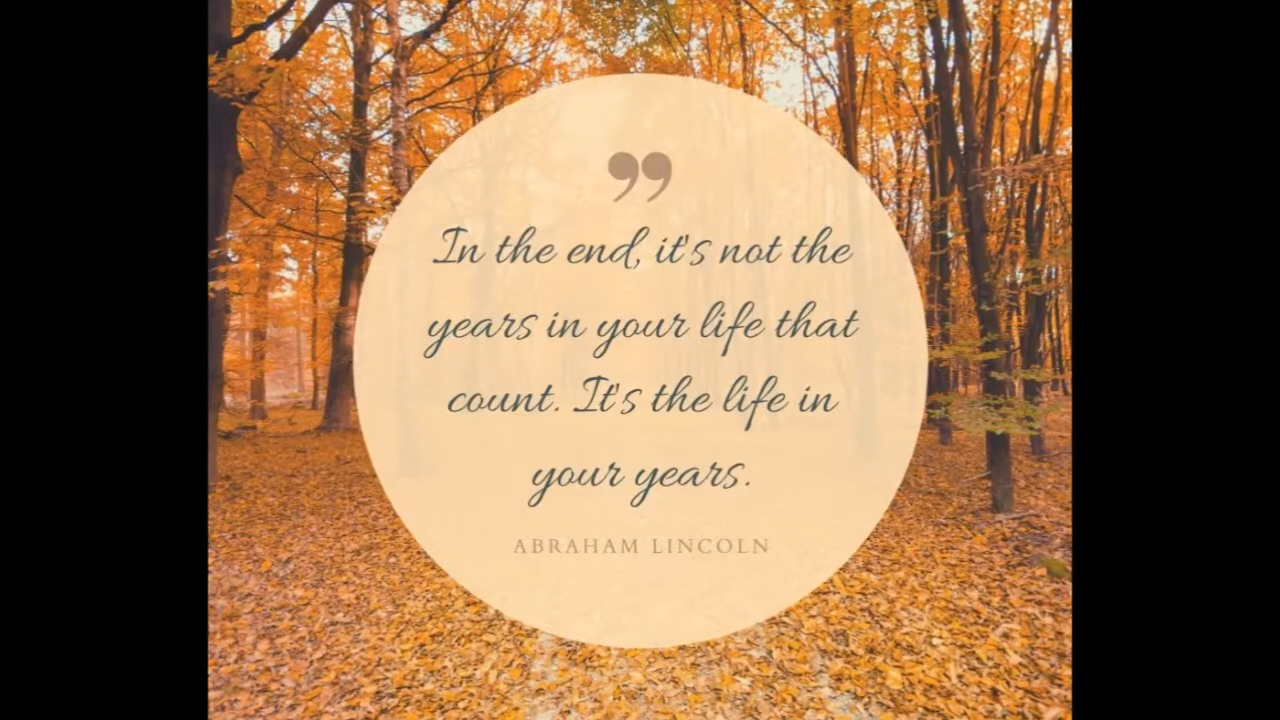 ”
In the end, it's not the
years in your life that
count. It's the life in
your years.
ABRAHAM LINCOLN